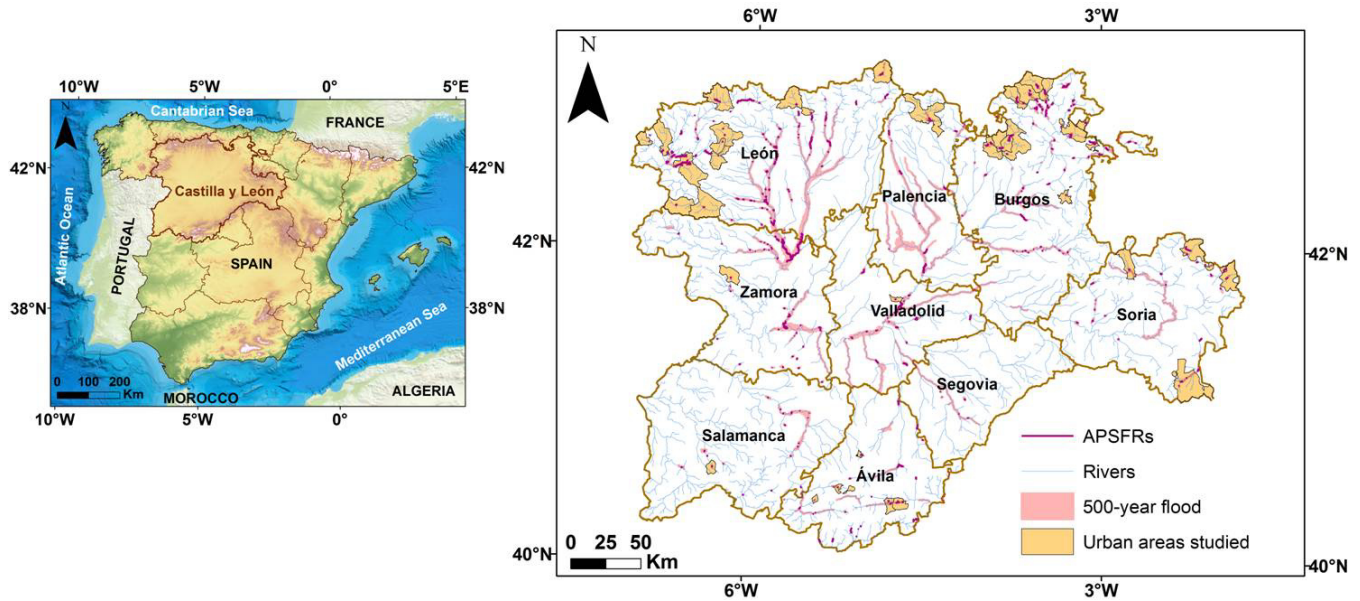 10°W 5°W 0° 5°E
N
Cantabrian Sea
FRANCE
42°N 42°N
Castilla y León
Atlantic Ocean
PORTUGAL
SPAIN
38°N 38°N
Mediterranean Sea
0 100 200
Km
ALGERIA
MOROCCO
10°W 5°W 0°
6°W 3°W
N
León
Palencia
Burgos
42°N 42°N
Zamora
Valladolid
Soria
Segovia
Salamanca
Ávila
APSFRs
Rivers
500-year flood
Urban areas studied
0 25 50
Km
40°N 40°N
6°W 3°W